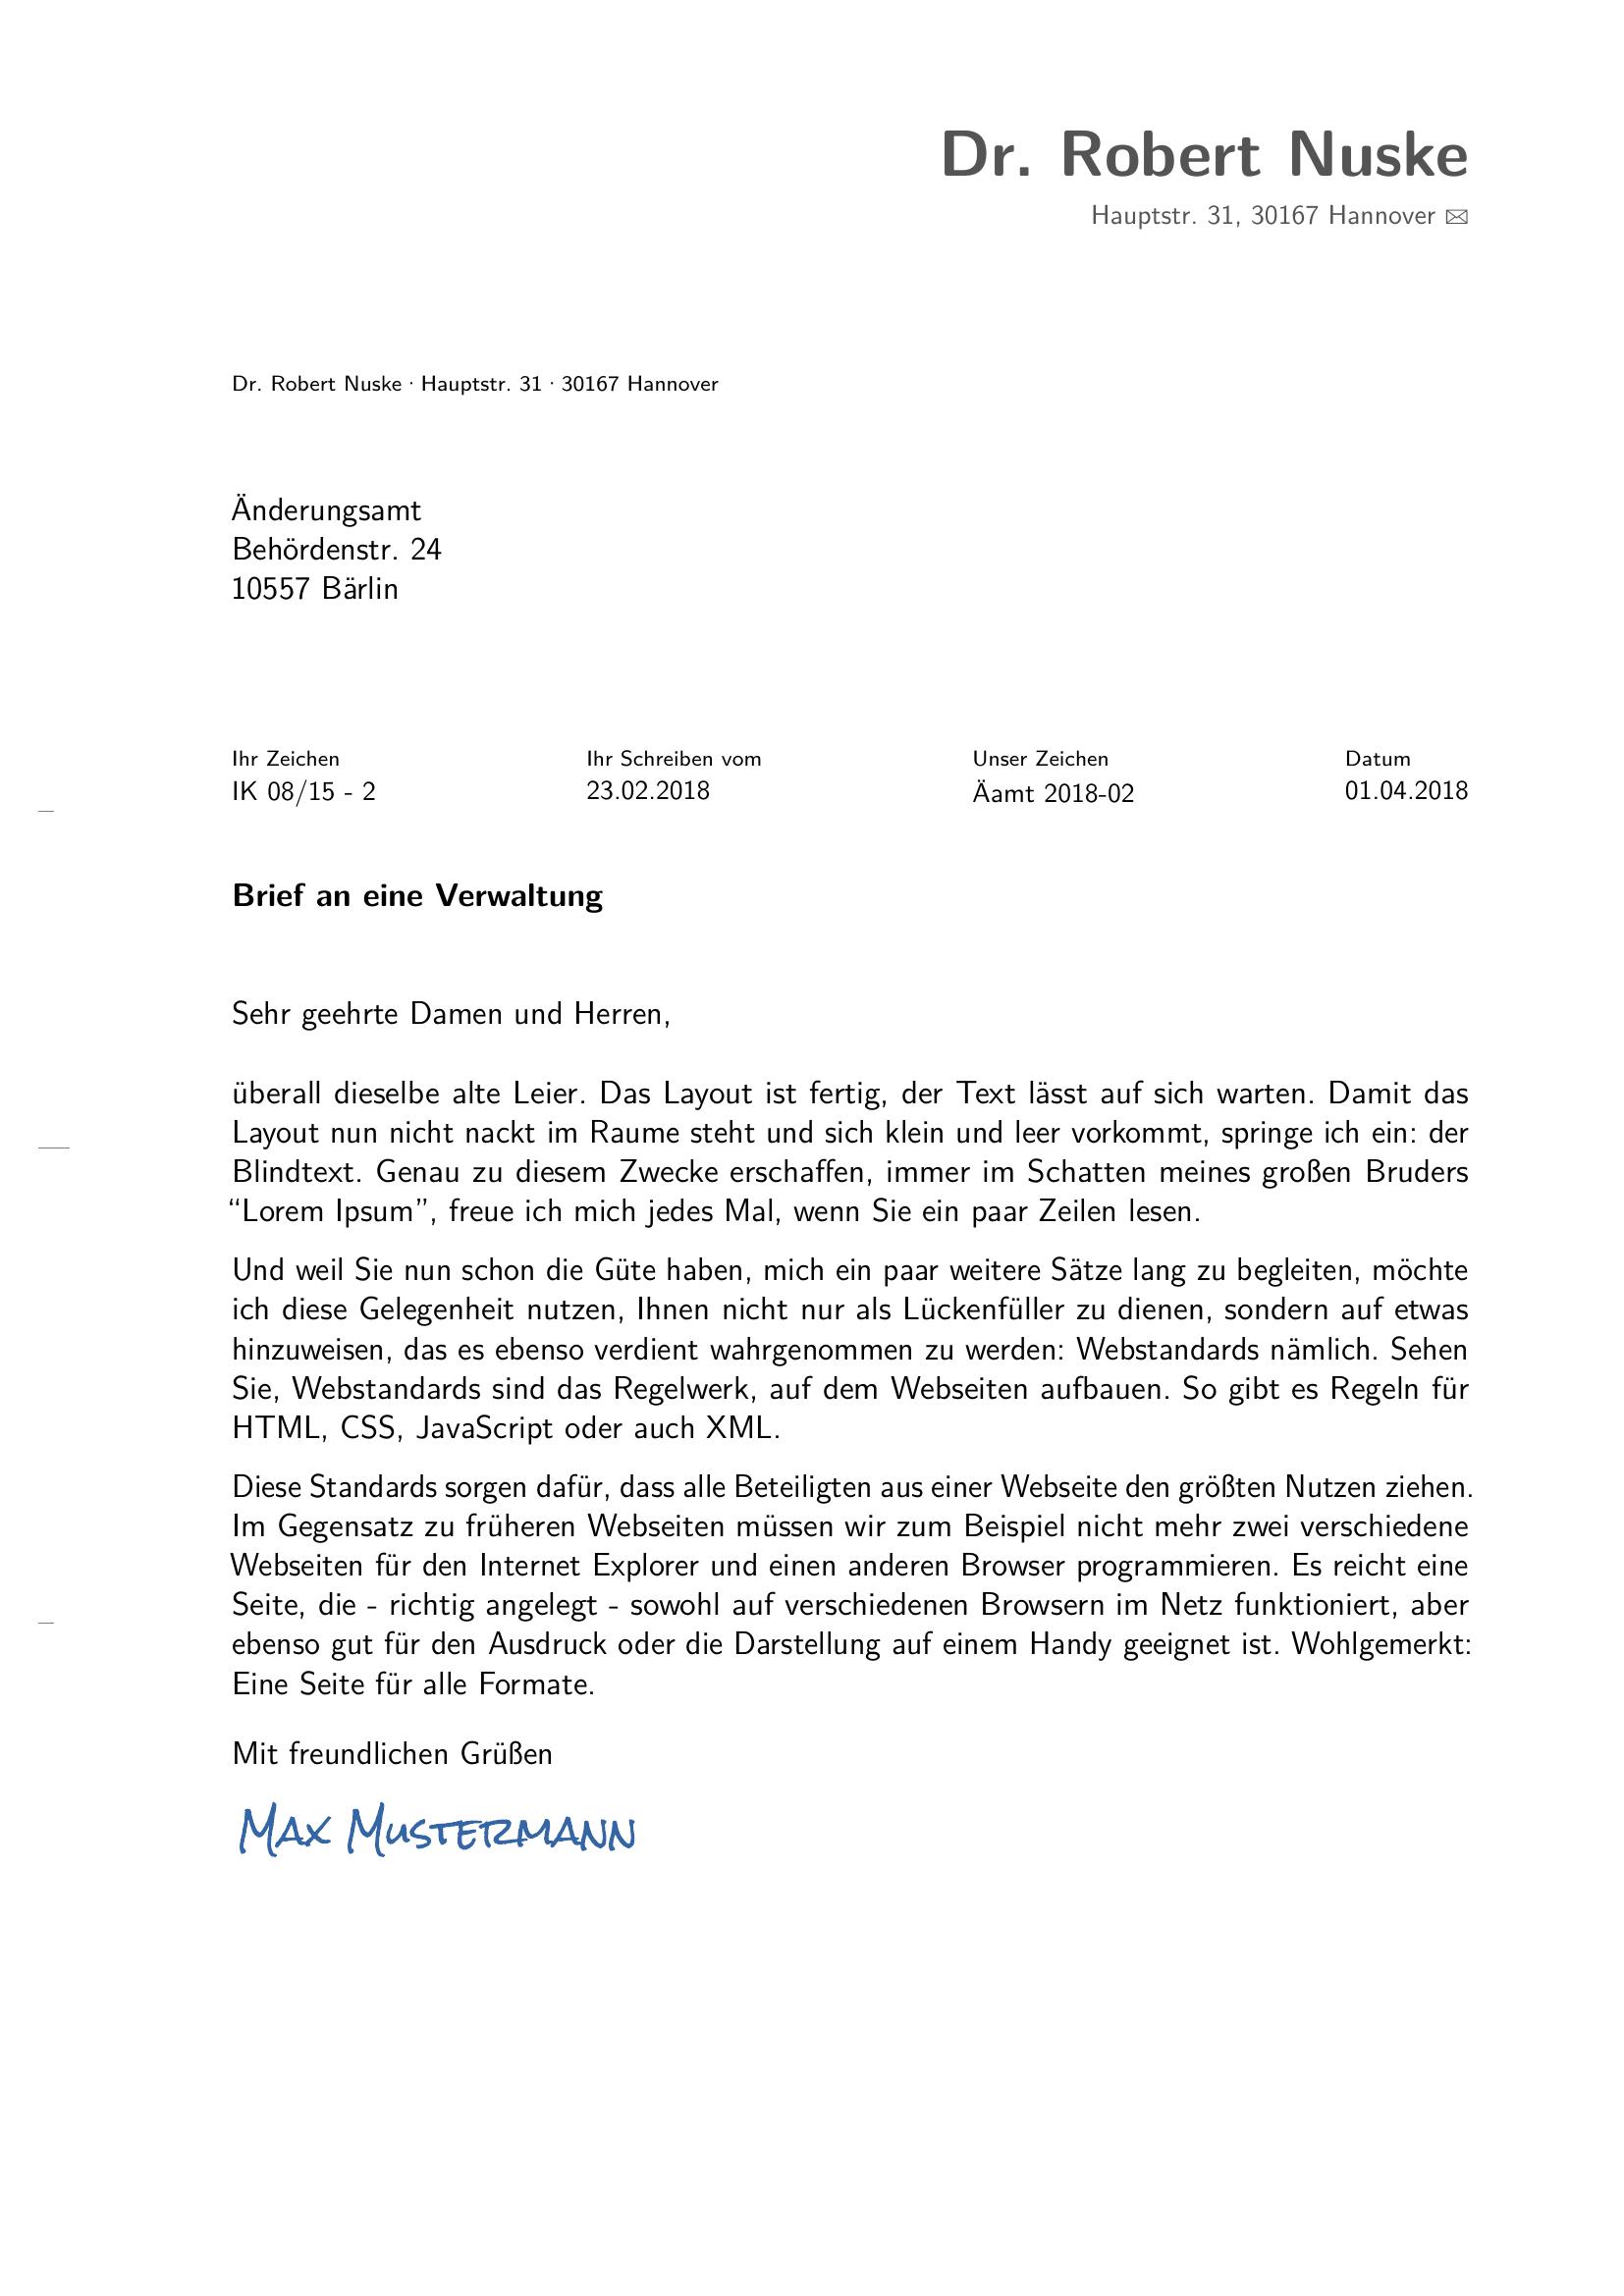 Dr. Robert Nuske
Hauptstr. 31, 30167 Hannover
Dr. Robert Nuske · Hauptstr. 31 · 30167 Hannover
Änderungsamt
Behördenstr. 24
10557 Bärlin
Ihr Zeichen Ihr Schreiben vom Unser Zeichen Datum
IK 08/15 - 2 23.02.2018 Äamt 2018-02 01.04.2018
Brief an eine Verwaltung
Sehr geehrte Damen und Herren,
überall dieselbe alte Leier. Das Layout ist fertig, der Text lässt auf sich warten. Damit das
Layout nun nicht nackt im Raume steht und sich klein und leer vorkommt, springe ich ein: der
Blindtext. Genau zu diesem Zwecke erschaffen, immer im Schatten meines großen Bruders
“Lorem Ipsum”, freue ich mich jedes Mal, wenn Sie ein paar Zeilen lesen.
Und weil Sie nun schon die Güte haben, mich ein paar weitere Sätze lang zu begleiten, möchte
ich diese Gelegenheit nutzen, Ihnen nicht nur als Lückenfüller zu dienen, sondern auf etwas
hinzuweisen, das es ebenso verdient wahrgenommen zu werden: Webstandards nämlich. Sehen
Sie, Webstandards sind das Regelwerk, auf dem Webseiten aufbauen. So gibt es Regeln für
HTML, CSS, JavaScript oder auch XML.
Diese Standards sorgen dafür, dass alle Beteiligten aus einer Webseite den größten Nutzen ziehen.
Im Gegensatz zu früheren Webseiten müssen wir zum Beispiel nicht mehr zwei verschiedene
Webseiten für den Internet Explorer und einen anderen Browser programmieren. Es reicht eine
Seite, die - richtig angelegt - sowohl auf verschiedenen Browsern im Netz funktioniert, aber
ebenso gut für den Ausdruck oder die Darstellung auf einem Handy geeignet ist. Wohlgemerkt:
Eine Seite für alle Formate.
Mit freundlichen Grüßen
Max Mustermann